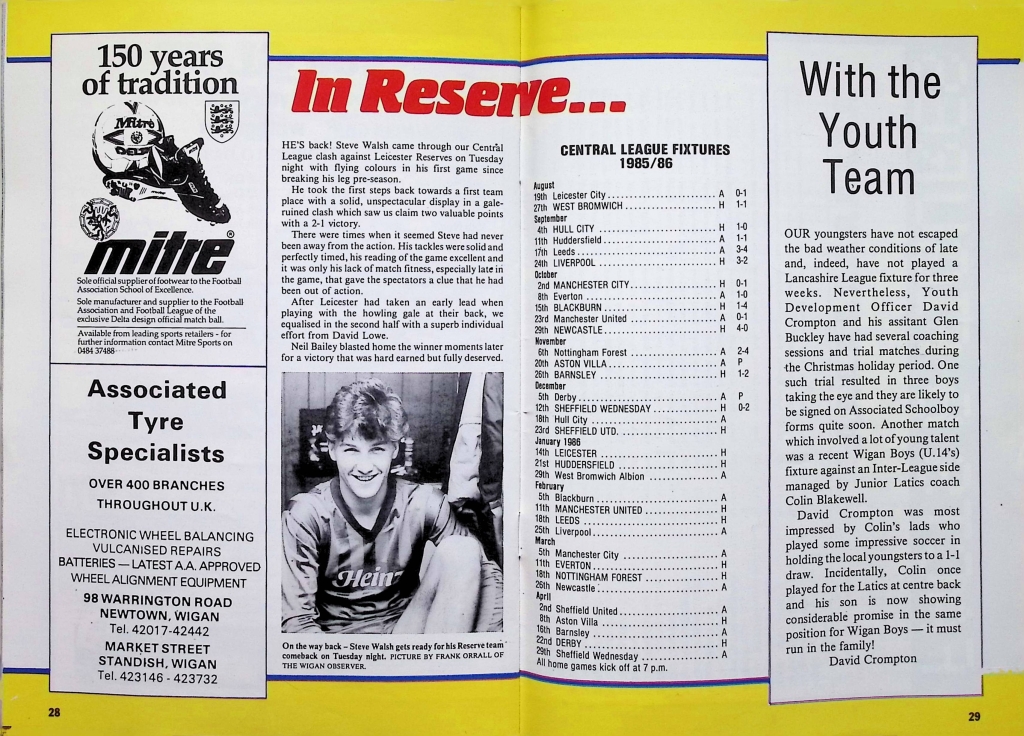 150 years
of tradition
Mitre
DELTA
mitre®
Sole official supplier of footwear to the Football
Association School of Excellence.
Sole manufacturer and supplier to the Football
Association and Football League of the
exclusive Delta design official match ball.
Available from leading sports retailers - for
further information contact Mitre Sports on
0484 37488
Associated
Tyre
Specialists
OVER 400 BRANCHES
THROUGHOUT U.K.
ELECTRONIC WHEEL BALANCING
VULCANISED REPAIRS
BATTERIES — LATEST A.A. APPROVED
WHEEL ALIGNMENT EQUIPMENT
98 WARRINGTON ROAD
NEWTOWN, WIGAN
Tel. 42017-42442
MARKET STREET
STANDISH, WIGAN
Tel. 423146 - 423732
28
In Reserve...
HE'S back! Steve Walsh came through our Central
League clash against Leicester Reserves on Tuesday
night with flying colours in his first game since
breaking his leg pre-season.
He took the first steps back towards a first team
place with a solid, unspectacular display in a gale-
ruined clash which saw us claim two valuable points
with a 2-1 victory.
There were times when it seemed Steve had never
been away from the action. His tackles were solid and
perfectly timed, his reading of the game excellent and
it was only his lack of match fitness, especially late in
the game, that gave the spectators a clue that he had
been out of action.
After Leicester had taken an early lead when
playing with the howling gale at their back, we
equalised in the second half with a superb individual
effort from David Lowe.
Neil Bailey blasted home the winner moments later
for a victory that was hard earned but fully deserved.
Heinz
On the way back – Steve Walsh gets ready for his Reserve team
comeback on Tuesday night. PICTURE BY FRANK ORRALL OF
THE WIGAN OBSERVER.
CENTRAL LEAGUE FIXTURES
1985/86
August
19th Leicester City A 0-1
27th WEST BROMWICH H 1-1
September
4th HULL CITY H 1-0
11th Huddersfield A 1-1
17th Leeds A 3-4
24th LIVERPOOL H 3-2
October
2nd MANCHESTER CITY H 0-1
8th Everton A 1-0
15th BLACKBURN H 1-4
23rd Manchester United A 0-1
29th NEWCASTLE H 4-0
November
6th Nottingham Forest A 2-4
20th ASTON VILLA A P
26th BARNSLEY H 1-2
December
5th Derby A P
12th SHEFFIELD WEDNESDAY H 0-2
18th Hull City A
23rd SHEFFIELD UTD. H
January 1986
14th LEICESTER H
21st HUDDERSFIELD H
29th West Bromwich Albion A
February
5th Blackburn A
11th MANCHESTER UNITED H
18th LEEDS H
25th Liverpool A
March
5th Manchester City A
11th EVERTON H
18th NOTTINGHAM FOREST H
26th Newcastle A
April
2nd Sheffield United A
8th Aston Villa H
16th Barnsley A
22nd DERBY H
29th Sheffield Wednesday A
All home games kick off at 7 p.m.
With the
Youth
Team
OUR youngsters have not escaped
the bad weather conditions of late
and, indeed, have not played a
Lancashire League fixture for three
weeks. Nevertheless, Youth
Development Officer David
Crompton and his assitant Glen
Buckley have had several coaching
sessions and trial matches during
the Christmas holiday period. One
such trial resulted in three boys
taking the eye and they are likely to
be signed on Associated Schoolboy
forms quite soon. Another match
which involved a lot of young talent
was a recent Wigan Boys (U.14's)
fixture against an Inter-League side
managed by Junior Latics coach
Colin Blakewell.
David Crompton was most
impressed by Colin's lads who
played some impressive soccer in
holding the local youngsters to a 1-1
draw. Incidentally, Colin once
played for the Latics at centre back
and his son is now showing
considerable promise in the same
position for Wigan Boys — it must
run in the family!
David Crompton
29